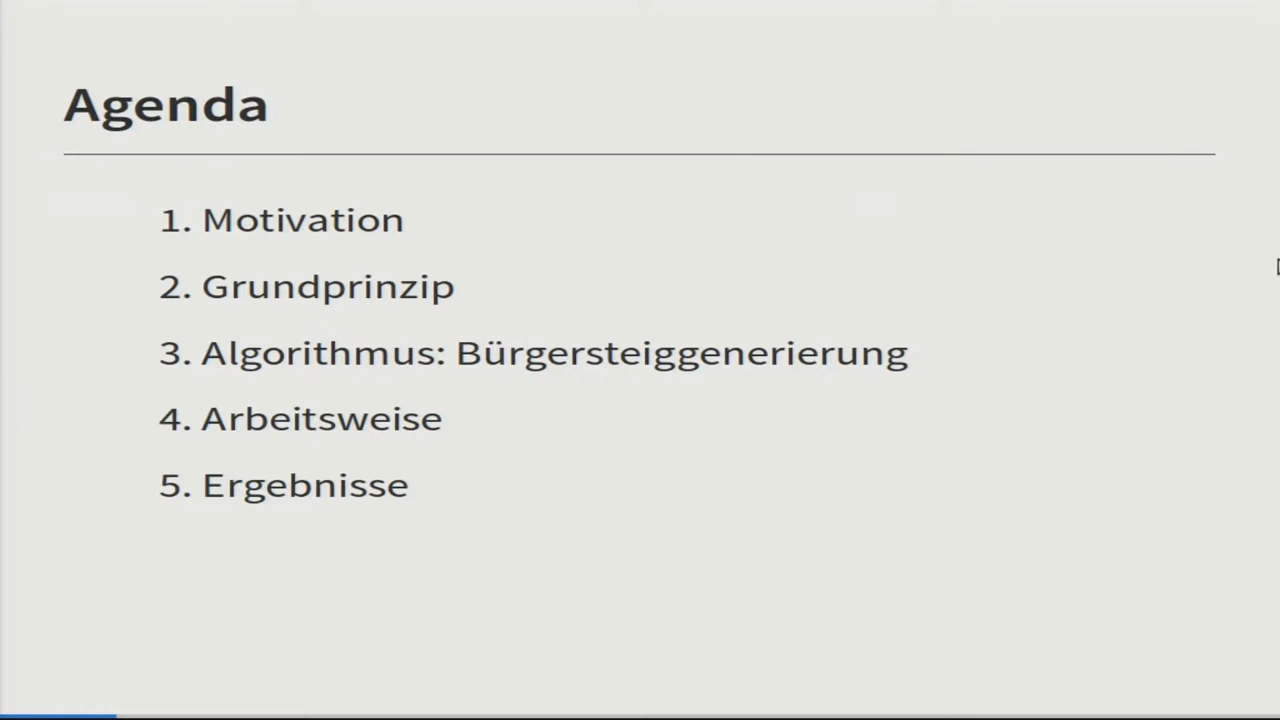 Agenda
1. Motivation
2. Grundprinzip
3. Algorithmus: Bürgersteiggenerierung
4. Arbeitsweise
5. Ergebnisse